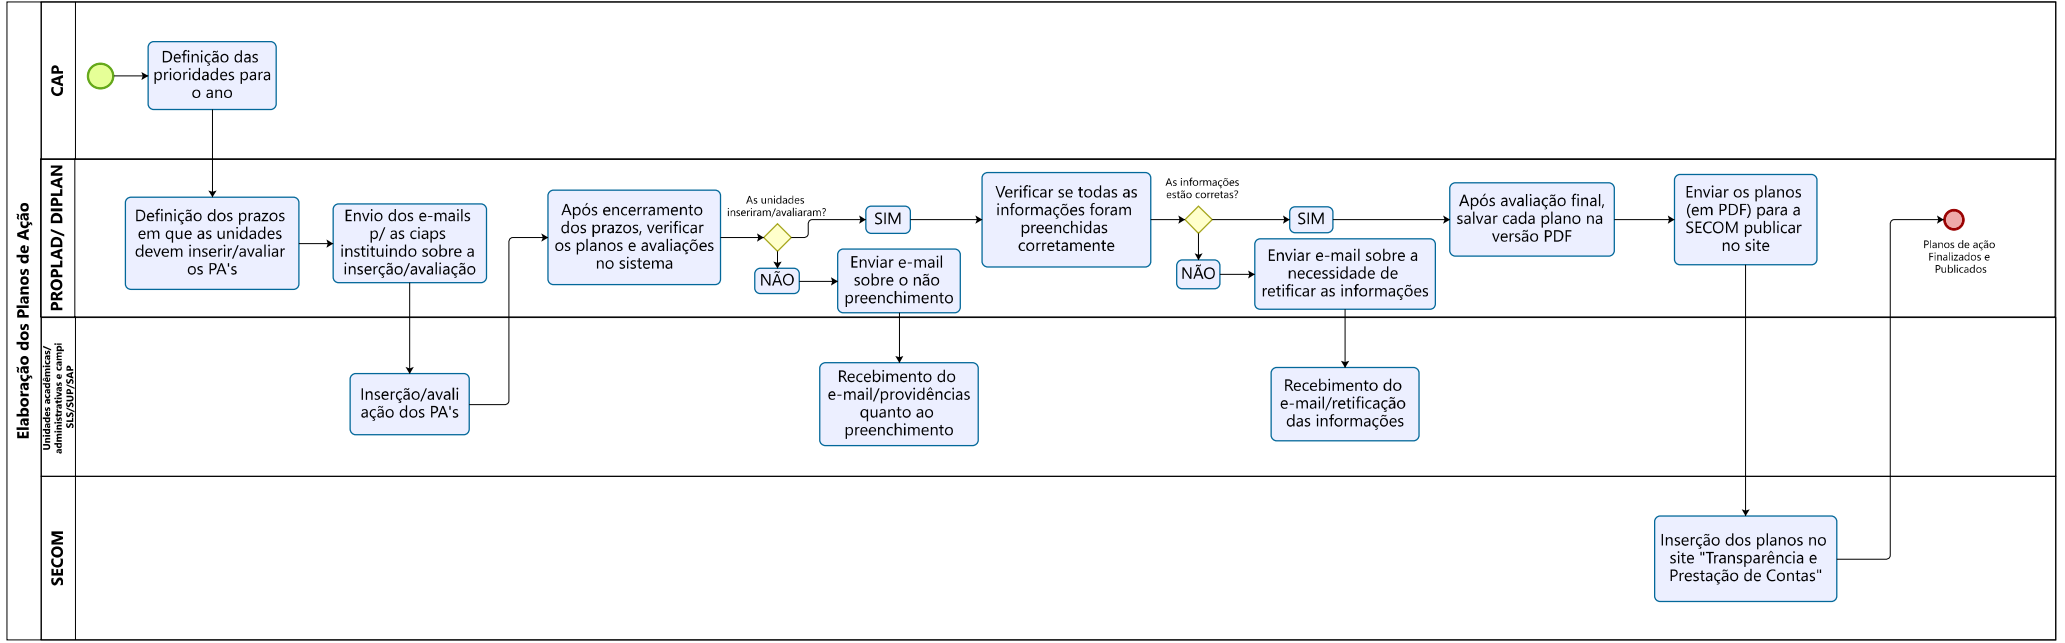 Elaboração dos Planos de Ação
CAP
Definição das
prioridades para
o ano
PROPLAD/ DIPLAN
Definição dos prazos
em que as unidades
devem inserir/avaliar
os PA's
Envio dos e-mails
p/ as ciaps
instituindo sobre a
inserção/avaliação
Após encerramento
dos prazos, verificar
os planos e avaliações
no sistema
As unidades
inseriram/avaliaram?
SIM
NÃO
Enviar e-mail
sobre o não
preenchimento
Verificar se todas as
informações foram
preenchidas
corretamente
As informações
estão corretas?
SIM
NÃO
Enviar e-mail sobre a
necessidade de
retificar as informações
Após avaliação final,
salvar cada plano na
versão PDF
Enviar os planos
(em PDF) para a
SECOM publicar
no site
Planos de ação
Finalizados e
Publicados
Unidades acadêmicas/
administrativas e campi
SLS/SUP/SAP
Inserção/avali
ação dos PA's
Recebimento do
e-mail/providências
quanto ao
preenchimento
Recebimento do
e-mail/retificação
das informações
SECOM
Inserção dos planos no
site "Transparência e
Prestação de Contas"